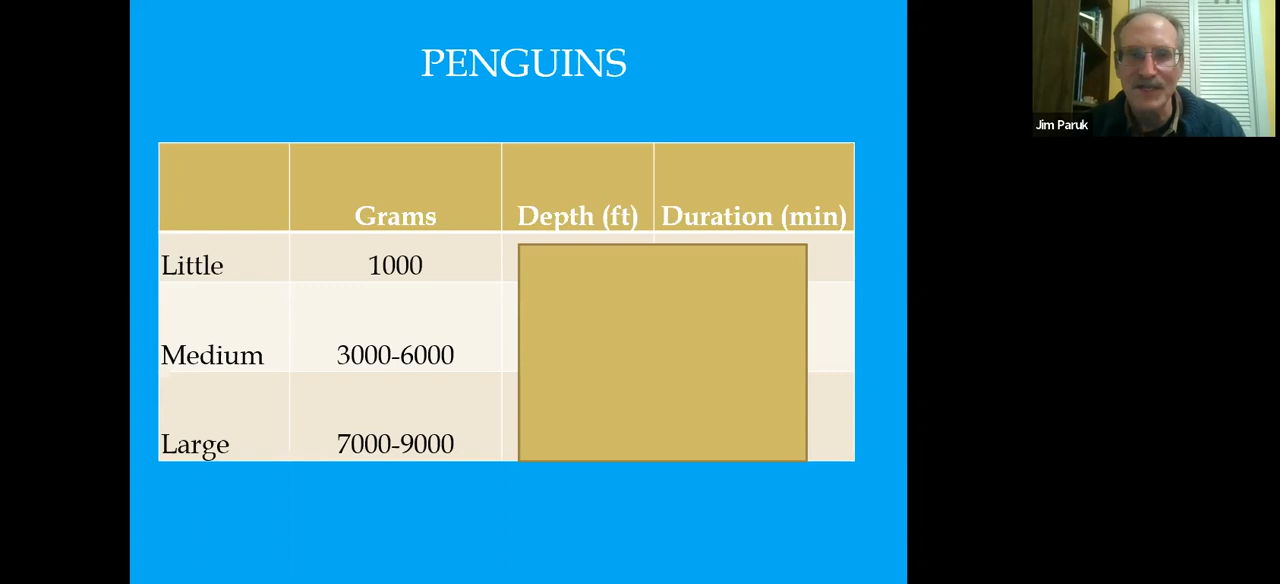 PENGUINS
Grams Depth (ft) Duration (min)
Little 1000
Medium 3000-6000
Large 7000-9000
Jim Paruk